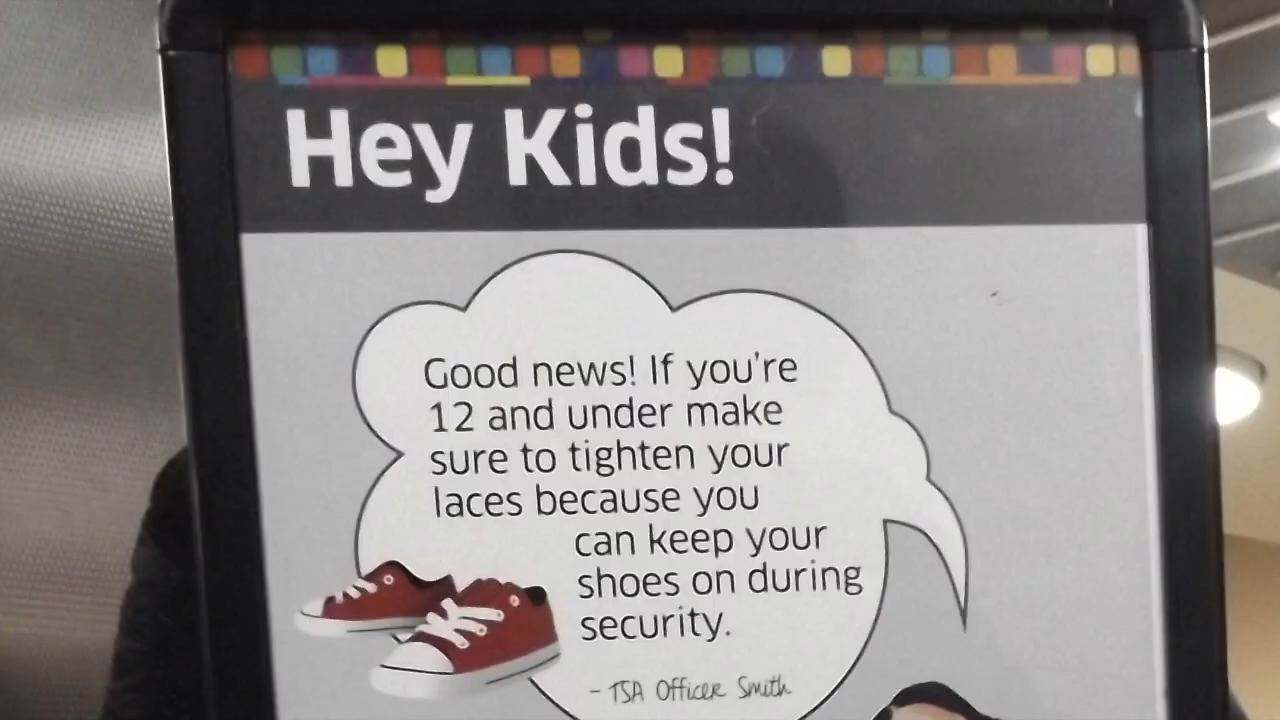 Hey Kids!
Good news! If you're
12 and under make
sure to tighten your
laces because you
can keep your
shoes on during
security.
- TSA Officer Smith